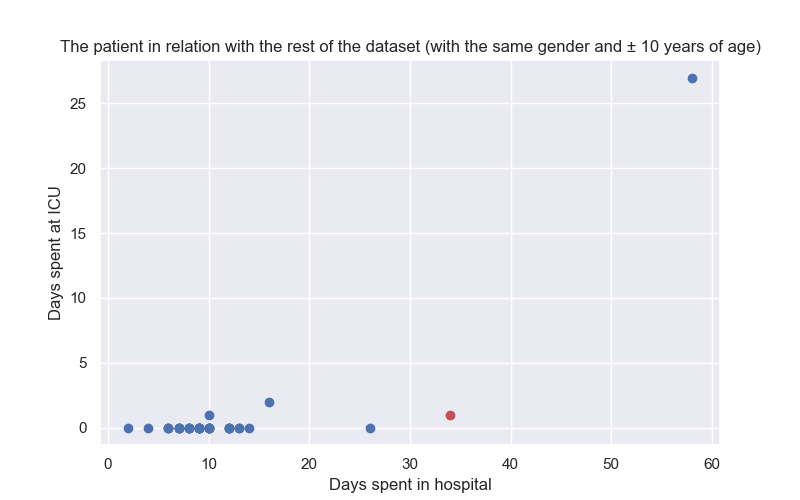 The patient in relation with the rest of the dataset (with the same gender and ± 10 years of age)
25
20
15
10
5
0
Days spent at ICU
0 10 20 30 40 50 60
Days spent in hospital